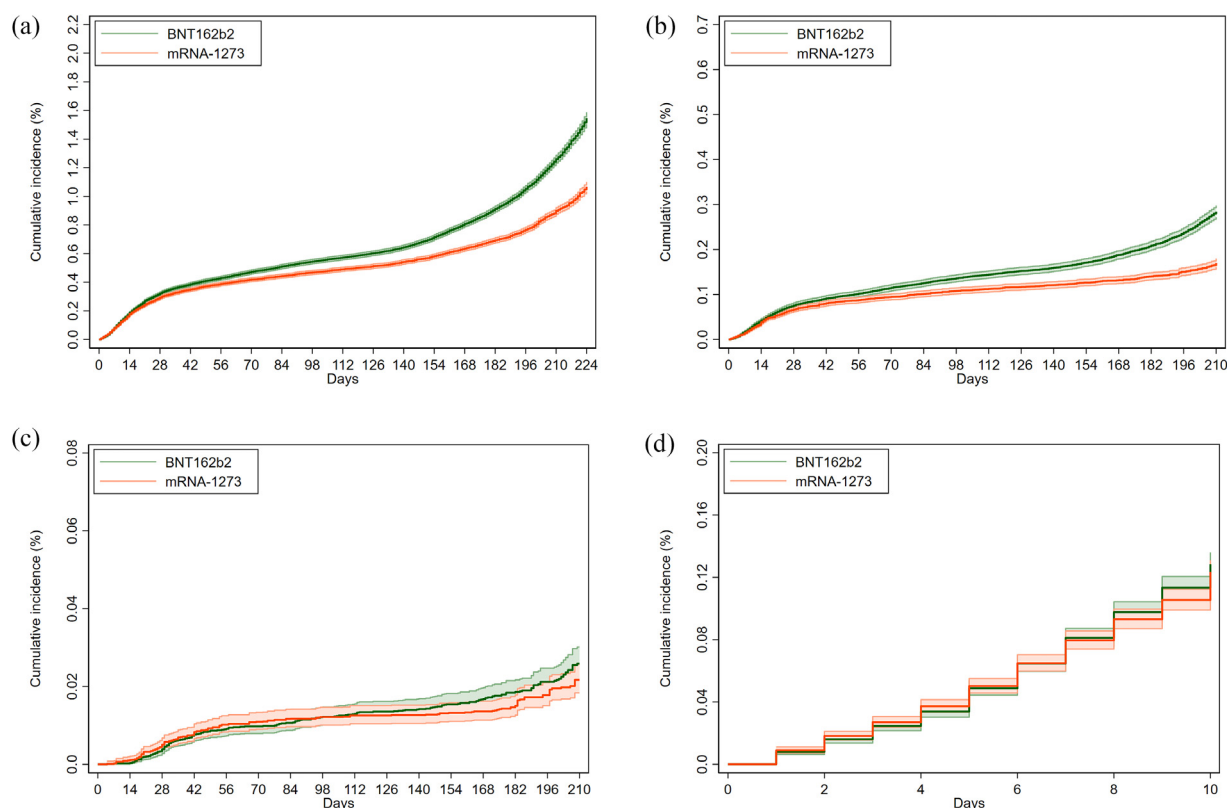 (a)
BNT162b2
mRNA-1273
Cumulative incidence (%)
0.0 0.2 0.4 0.6 0.8 1.0 1.2 1.4 1.6 1.8 2.0 2.2
0 14 28 42 56 70 84 98 112 126 140 154 168 182 196 210 224
Days
(b)
BNT162b2
mRNA-1273
Cumulative incidence (%)
0.0 0.1 0.2 0.3 0.4 0.5 0.6 0.7
0 14 28 42 56 70 84 98 112 126 140 154 168 182 196 210
Days
(c)
BNT162b2
mRNA-1273
Cumulative incidence (%)
0.0 0.02 0.04 0.06 0.08
0 14 28 42 56 70 84 98 112 126 140 154 168 182 196 210
Days
(d)
BNT162b2
mRNA-1273
Cumulative incidence (%)
0.0 0.04 0.08 0.12 0.16 0.20
0 2 4 6 8 10
Days